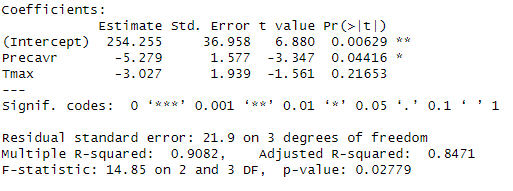 Coefficients:
            Estimate Std. Error t value Pr(>|t|)
(Intercept)  254.255     36.958   6.880  0.00629 **
Precavr       -5.279      1.577  -3.347  0.04416 *
Tmax          -3.027      1.939  -1.561  0.21653
---
Signif. codes:  0 ‘***’ 0.001 ‘**’ 0.01 ‘*’ 0.05 ‘.’ 0.1 ‘ ’ 1
Residual standard error: 21.9 on 3 degrees of freedom
Multiple R-squared:  0.9082,    Adjusted R-squared:  0.8471
F-statistic: 14.85 on 2 and 3 DF,  p-value: 0.02779